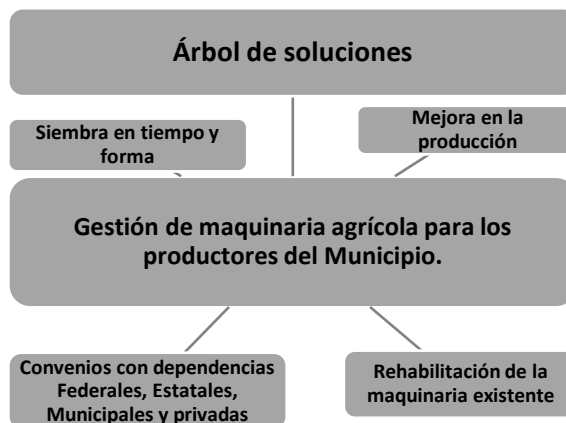 Árbol de soluciones
Siembra en tiempo y
forma
Mejora en la
producción
Gestión de maquinaria agrícola para los
productores del Municipio.
Convenios con dependencias
Federales, Estatales,
Municipales y privadas
Rehabilitación de la
maquinaria existente